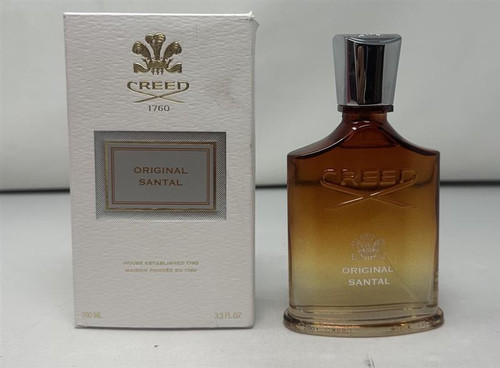 CREED
1760
ORIGINAL
SANTAL
HOUSE ESTABLISHED 1760
MAISON FONDÉE EN 1760
100 ML
3.3 FL.OZ
CREED
ORIGINAL
SANTAL